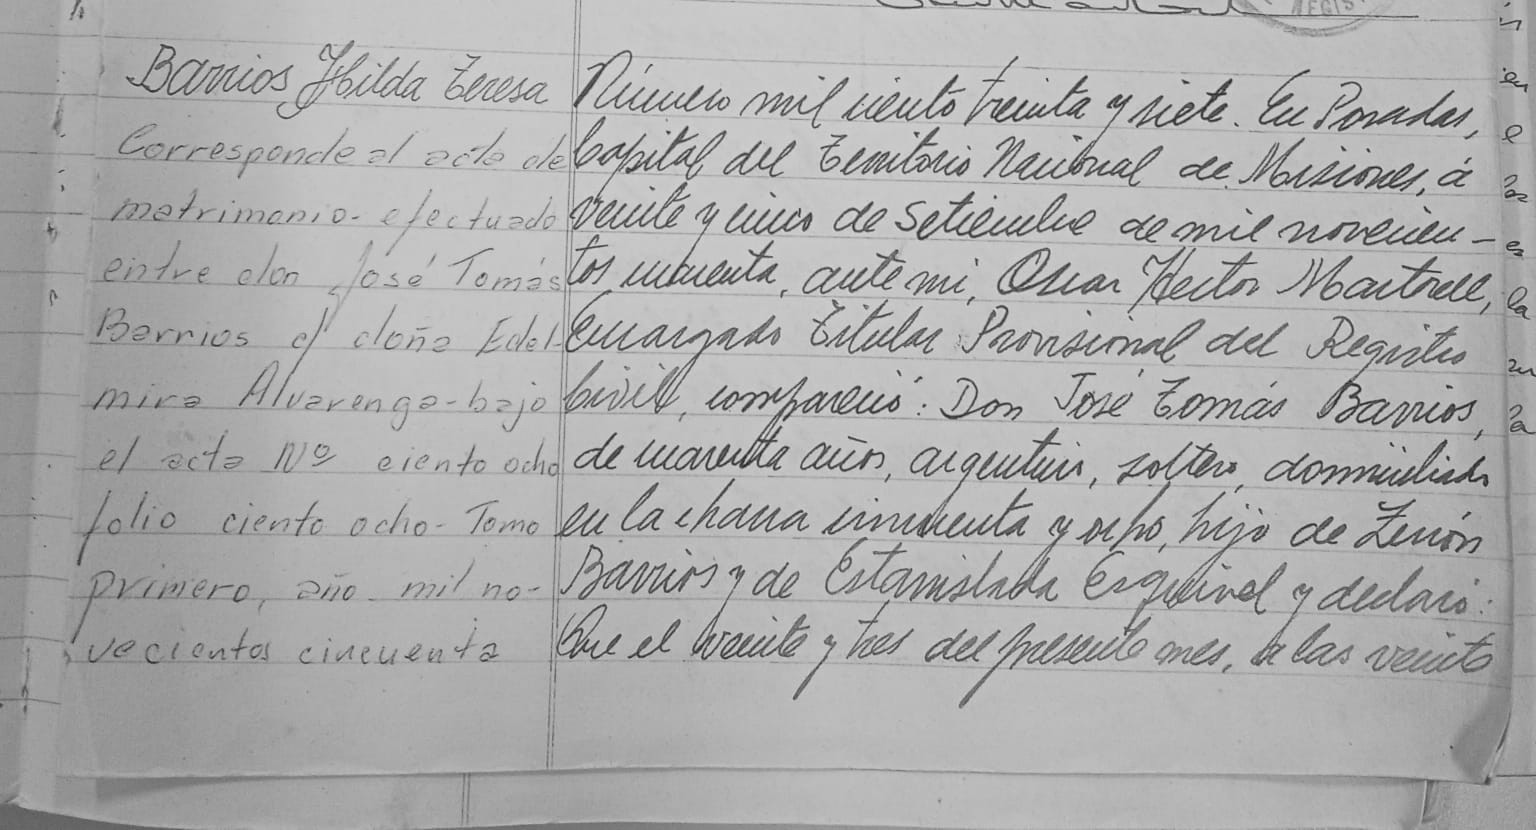 Barrios Hilda Teresa
Corresponde al acta de
matrimonio - efectuado
entre don José Tomás
Barrios y doña Edel-
mira Alvarenga - bajo
el acta Nº ciento ocho
folio ciento ocho - Tomo
primero, año mil no-
vecientos cincuenta
Número mil ciento treinta y siete. En Posadas,
Capital del Territorio Nacional de Misiones, á
veinte y cinco de Setiembre de mil novecien-
tos cuarenta, ante mi, Oscar Hector Martorell,
Encargado Titular Provisional del Registro
Civil, compareció: Don José Tomás Barrios,
de cuarenta años, argentino, soltero, domiciliado
en la chacra cincuenta y ocho, hijo de Zenón
Barrios y de Estanislada Esquivel y declaró:
Que el veinte y tres del presente mes, a las veinte